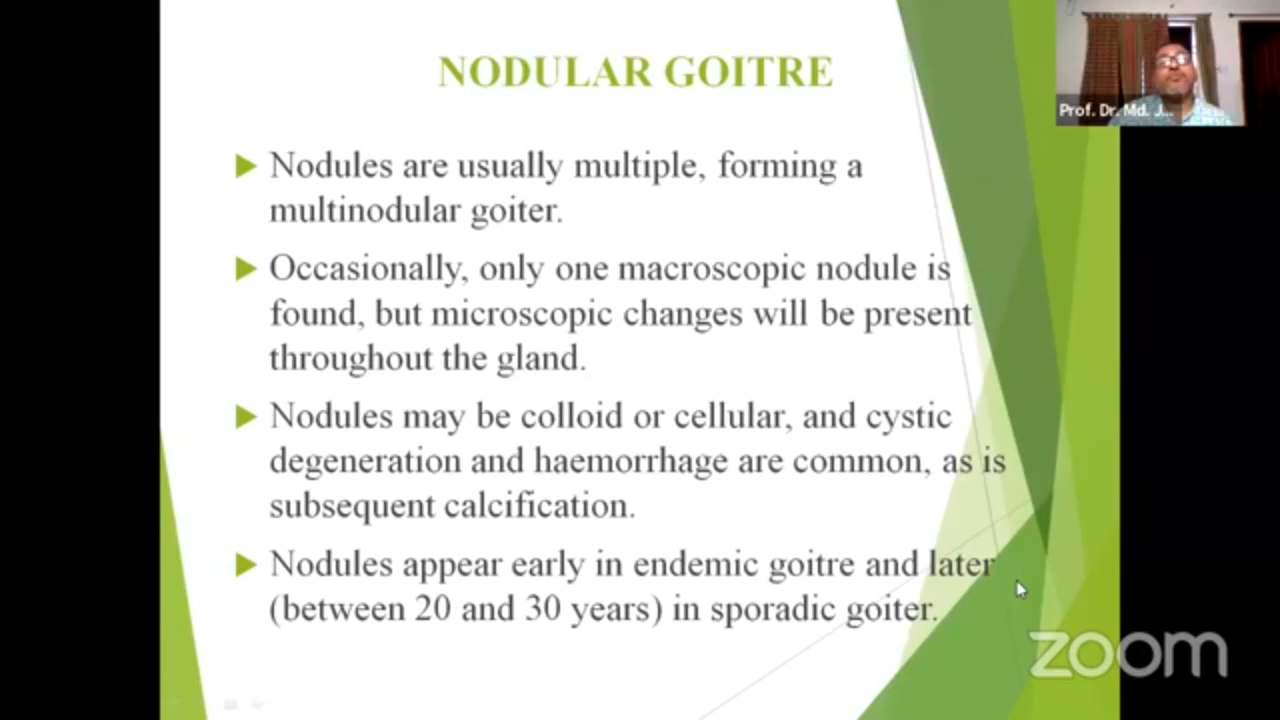 NODULAR GOITRE
Prof. Dr. Md. J...
Nodules are usually multiple, forming a
multinodular goiter.
Occasionally, only one macroscopic nodule is
found, but microscopic changes will be present
throughout the gland.
Nodules may be colloid or cellular, and cystic
degeneration and haemorrhage are common, as is
subsequent calcification.
Nodules appear early in endemic goitre and later
(between 20 and 30 years) in sporadic goiter.
zoom